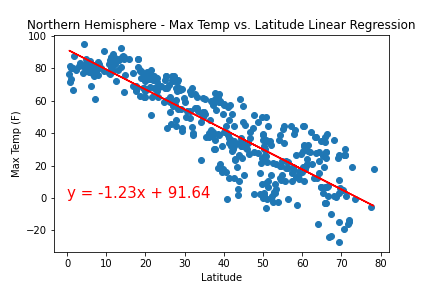 Northern Hemisphere - Max Temp vs. Latitude Linear Regression
100
80
60
40
20
0
−20
Max Temp (F)
y = -1.23x + 91.64
0 10 20 30 40 50 60 70 80
Latitude